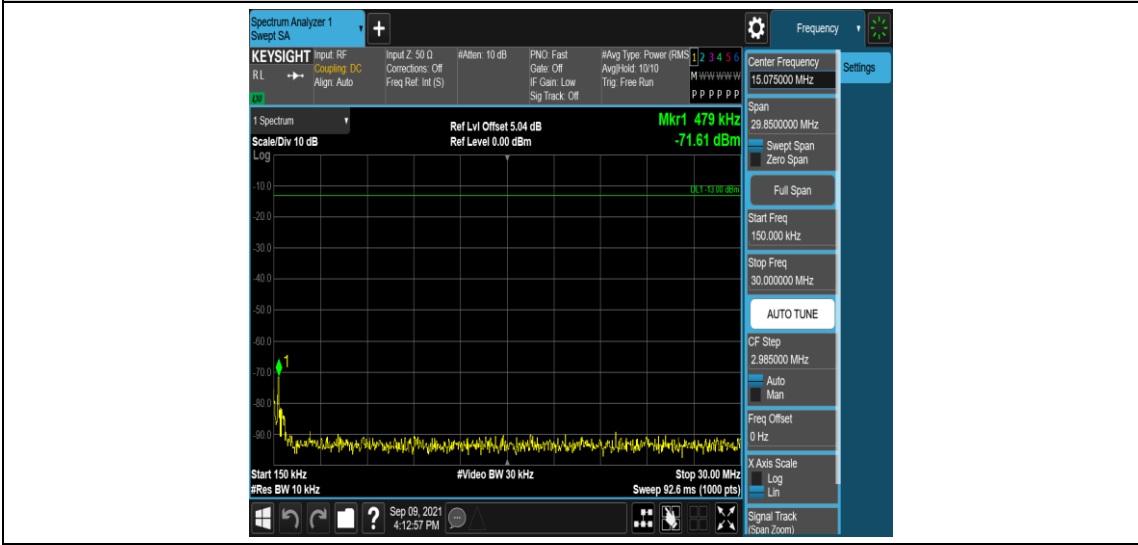 Spectrum Analyzer 1
Swept SA
+
Frequency
KEYSIGHT
RL
Input: RF
Coupling: DC
Align: Auto
Input Z: 50 Ω
Corrections: Off
Freq Ref: Int (S)
#Atten: 10 dB
PNO: Fast
Gate: Off
IF Gain: Low
Sig Track: Off
#Avg Type: Power (RMS
Avg|Hold: 10/10
Trig: Free Run
1 2 3 4 5 6
M W W W W W
P P P P P P
1 Spectrum
Scale/Div 10 dB
Log
Ref Lvl Offset 5.04 dB
Ref Level 0.00 dBm
Mkr1 479 kHz
-71.61 dBm
DL1 -13.00 dBm
-10.0
-20.0
-30.0
-40.0
-50.0
-60.0
-70.0
-80.0
-90.0
1
Start 150 kHz
#Res BW 10 kHz
#Video BW 30 kHz
Stop 30.00 MHz
Sweep 92.6 ms (1000 pts)
?
Sep 09, 2021
4:12:57 PM
Center Frequency
15.075000 MHz
Settings
Span
29.8500000 MHz
Swept Span
Zero Span
Full Span
Start Freq
150.000 kHz
Stop Freq
30.000000 MHz
AUTO TUNE
CF Step
2.985000 MHz
Auto
Man
Freq Offset
0 Hz
X Axis Scale
Log
Lin
Signal Track
(Span Zoom)